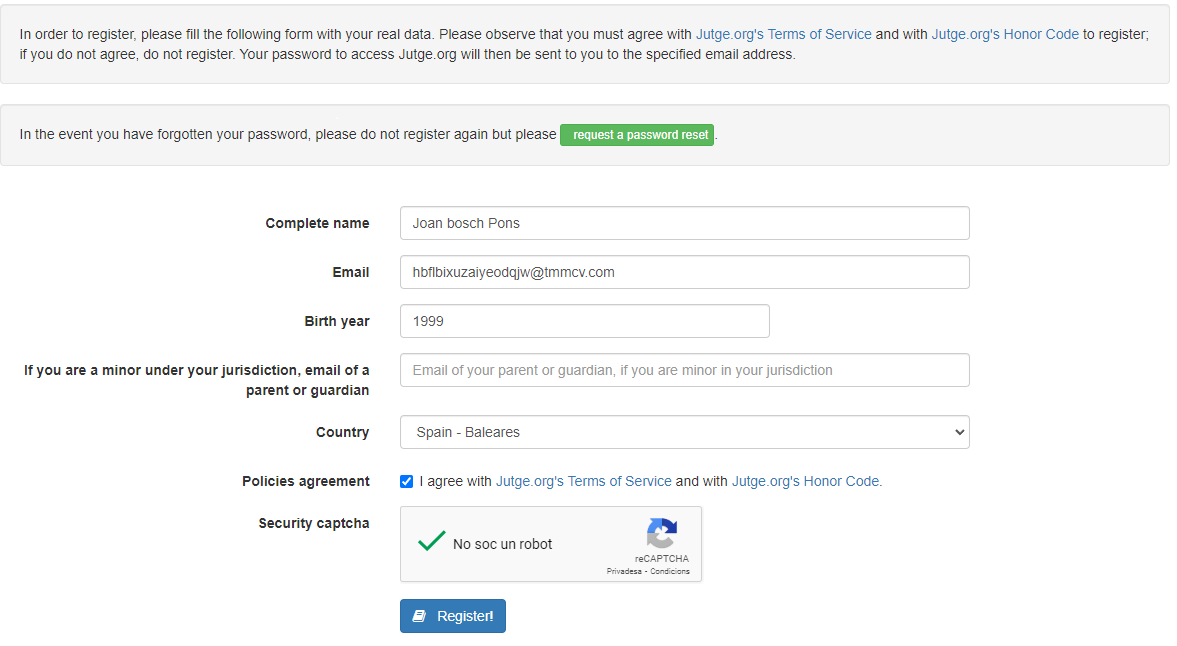 In order to register, please fill the following form with your real data. Please observe that you must agree with Jutge.org's Terms of Service and with Jutge.org's Honor Code to register;
if you do not agree, do not register. Your password to access Jutge.org will then be sent to you to the specified email address.
In the event you have forgotten your password, please do not register again but please request a password reset.
Complete name Joan bosch Pons
Email hbflbixuzaiyeodqjw@tmmcv.com
Birth year 1999
If you are a minor under your jurisdiction, email of a Email of your parent or guardian, if you are minor in your jurisdiction
parent or guardian
Country Spain - Baleares
Policies agreement I agree with Jutge.org's Terms of Service and with Jutge.org's Honor Code.
Security captcha
No soc un robot
reCAPTCHA
Privadesa - Condicions
Register!